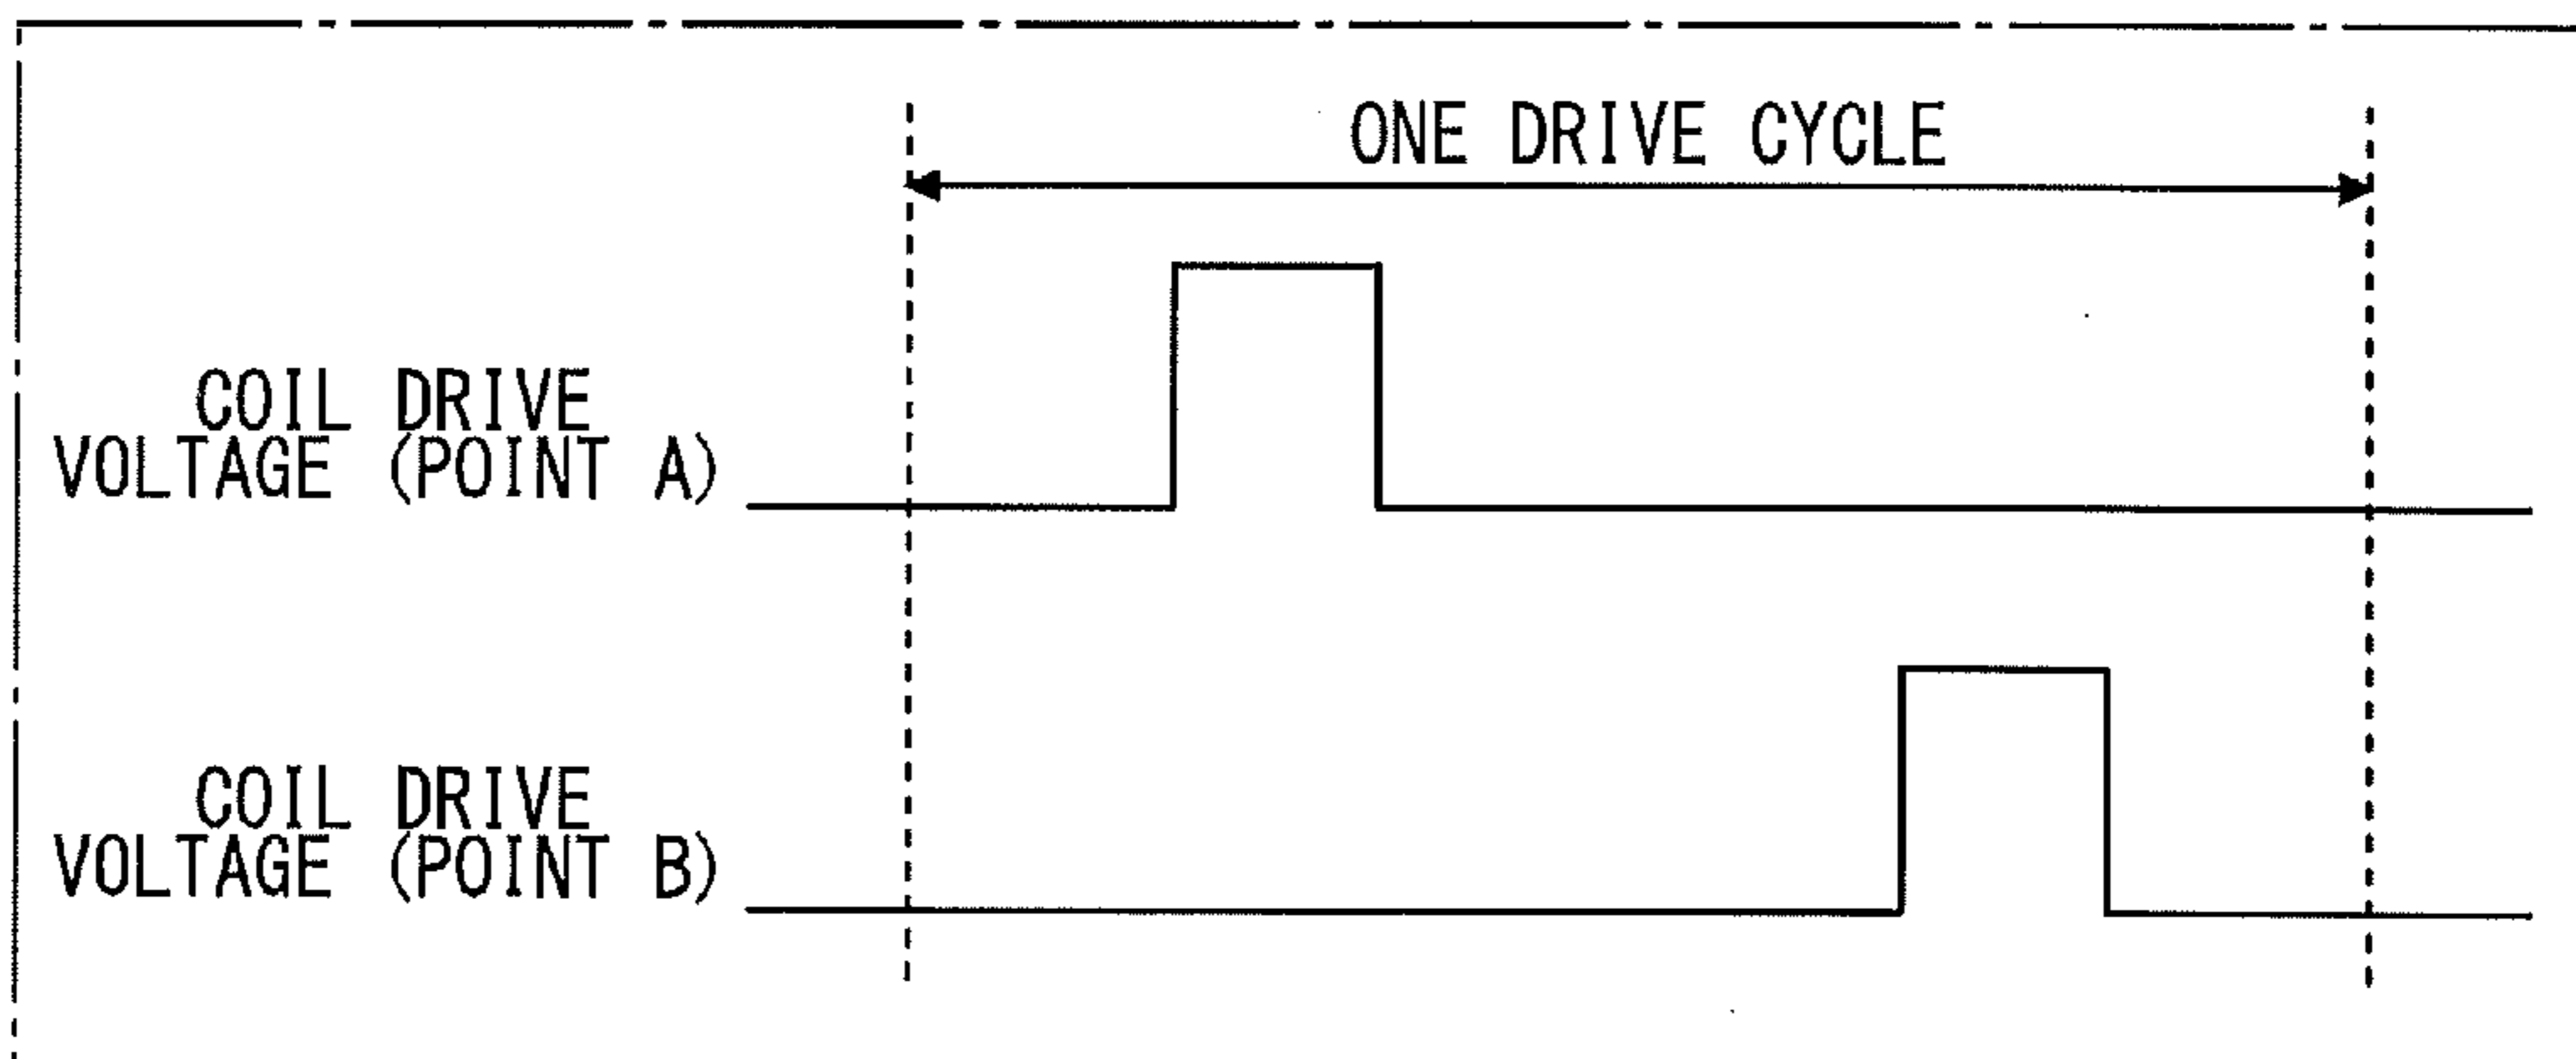 ONE DRIVE CYCLE
COIL DRIVE
VOLTAGE (POINT A)
COIL DRIVE
VOLTAGE (POINT B)